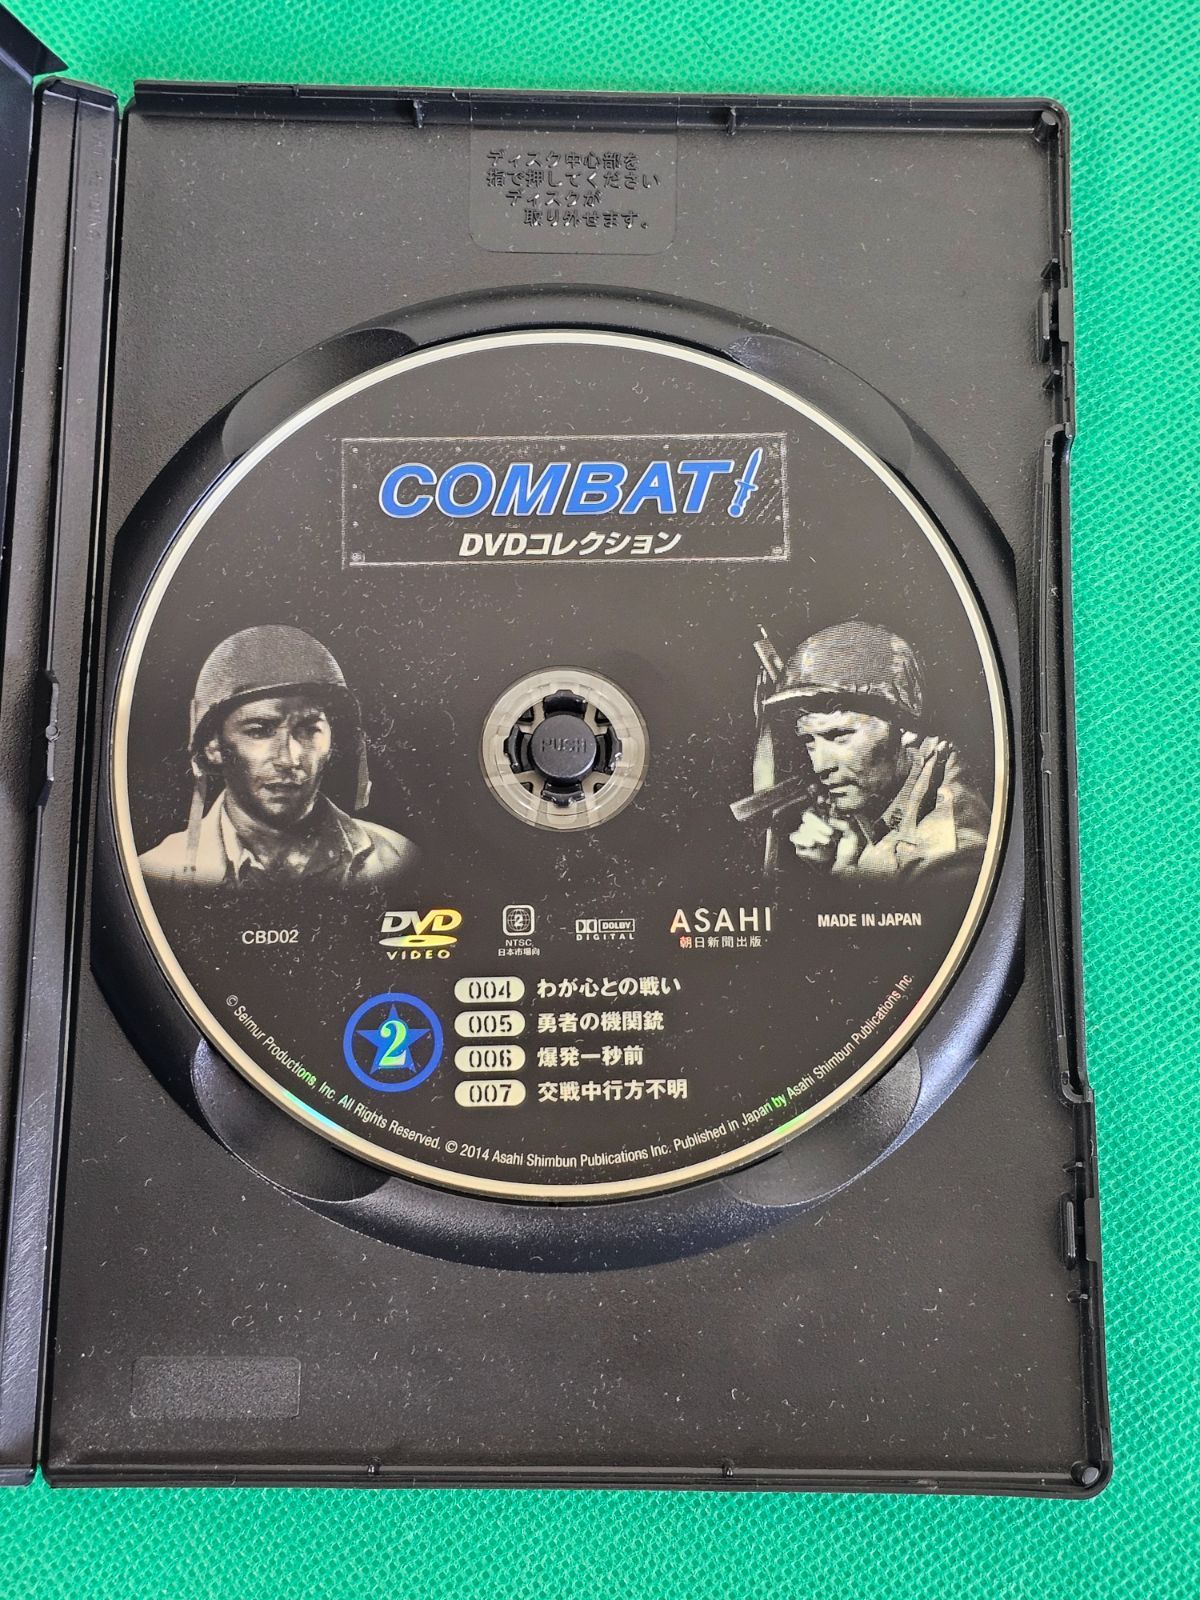 ディスク中心部を
指で押してください
ディスクが
取り外せます。
COMBAT!
DVDコレクション
PUSH
CBD02
DVD
VIDEO
2
NTSC
日本市場向
DOLBY
DIGITAL
ASAHI
朝日新聞出版
MADE IN JAPAN
2
004 わが心との戦い
005 勇者の機関銃
006 爆発一秒前
007 交戦中行方不明
© Selmur Productions, Inc. All Rights Reserved. © 2014 Asahi Shimbun Publications Inc. Published in Japan by Asahi Shimbun Publications Inc.